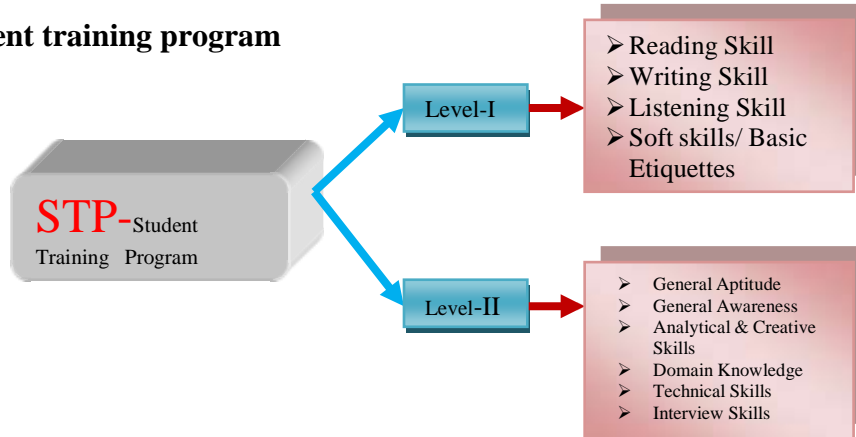 ent training program
STP-Student
Training Program
Level-I
➢ Reading Skill
➢ Writing Skill
➢ Listening Skill
➢ Soft skills/ Basic
Etiquettes
Level-II
➢ General Aptitude
➢ General Awareness
➢ Analytical & Creative
Skills
➢ Domain Knowledge
➢ Technical Skills
➢ Interview Skills